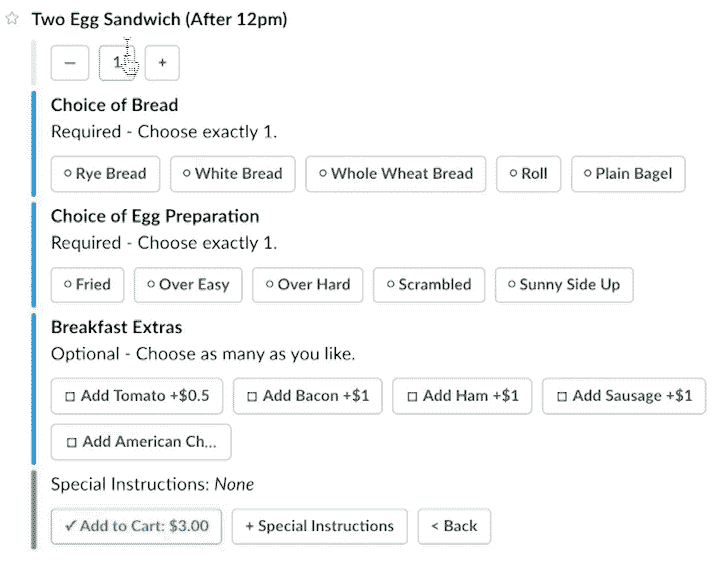 Two Egg Sandwich (After 12pm)
− 1 +
Choice of Bread
Required - Choose exactly 1.
Rye Bread White Bread Whole Wheat Bread Roll Plain Bagel
Choice of Egg Preparation
Required - Choose exactly 1.
Fried Over Easy Over Hard Scrambled Sunny Side Up
Breakfast Extras
Optional - Choose as many as you like.
Add Tomato +$0.5 Add Bacon +$1 Add Ham +$1 Add Sausage +$1
Add American Ch...
Special Instructions: None
✓ Add to Cart: $3.00 + Special Instructions < Back